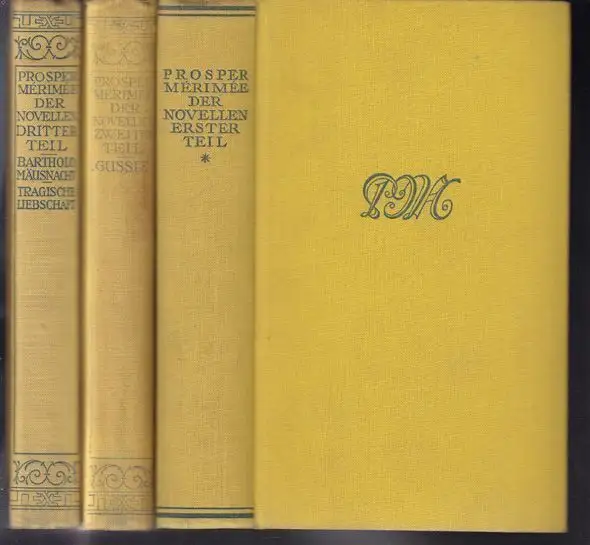 PROSPER
MÉRIMÉE
DER
NOVELLEN
DRITTER
TEIL
BARTHOLO
MÄUSNACHT
TRAGISCHE
LIEBSCHAFT
PROSPER
MÉRIMÉE
DER
NOVELLEN
ZWEITER
TEIL
PROSPER
MÉRIMÉE
DER
NOVELLEN
ERSTER
TEIL
*
PM